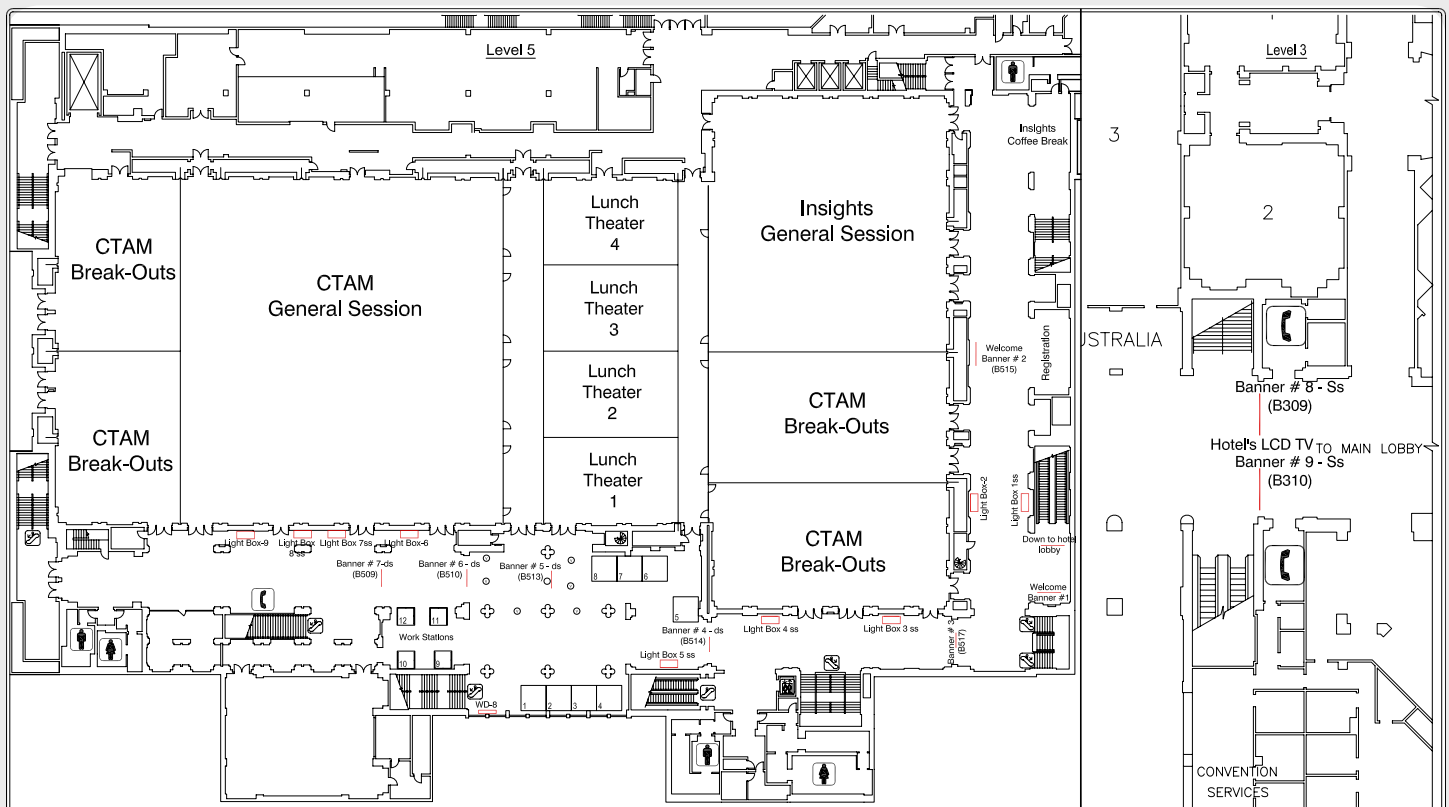 Level 5
Level 3
Insights
Coffee Break
3
2
Lunch
Theater
4
Insights
General Session
CTAM
Break-Outs
CTAM
General Session
Lunch
Theater
3
Lunch
Theater
2
Lunch
Theater
1
CTAM
Break-Outs
CTAM
Break-Outs
CTAM
Break-Outs
Welcome
Banner # 2
(B515)
Registration
USTRALIA
Banner # 8 - Ss
(B309)
Hotel's LCD TV
TO MAIN LOBBY
Banner # 9 - Ss
(B310)
Light Box-2
Light Box 1ss
Down to hotel
lobby
Welcome
Banner #1
Light Box-9
Light Box
8 ss
Light Box 7ss
Light Box-6
Banner # 7-ds
(B509)
Banner # 6 - ds
(B510)
Banner # 5 - ds
(B513)
8
7
6
5
12
11
Work Stations
10
9
Banner # 4 - ds
(B514)
Light Box 4 ss
Light Box 3 ss
Banner # 3
(B517)
Light Box 5 ss
WD-8
1
2
3
4
CONVENTION
SERVICES